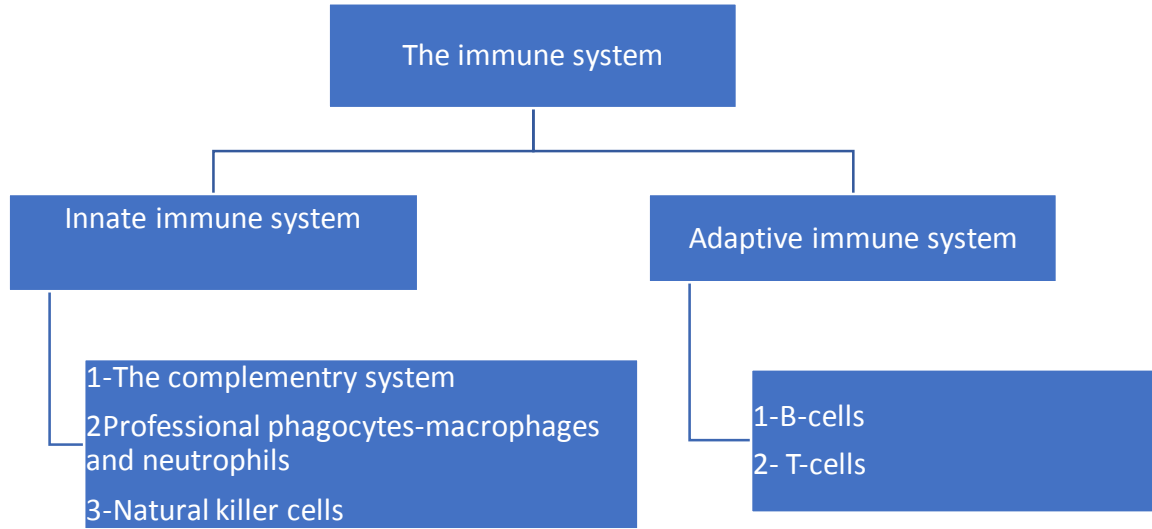 The immune system
Innate immune system
Adaptive immune system
1-The complementry system
2Professional phagocytes-macrophages
and neutrophils
3-Natural killer cells
1-B-cells
2- T-cells